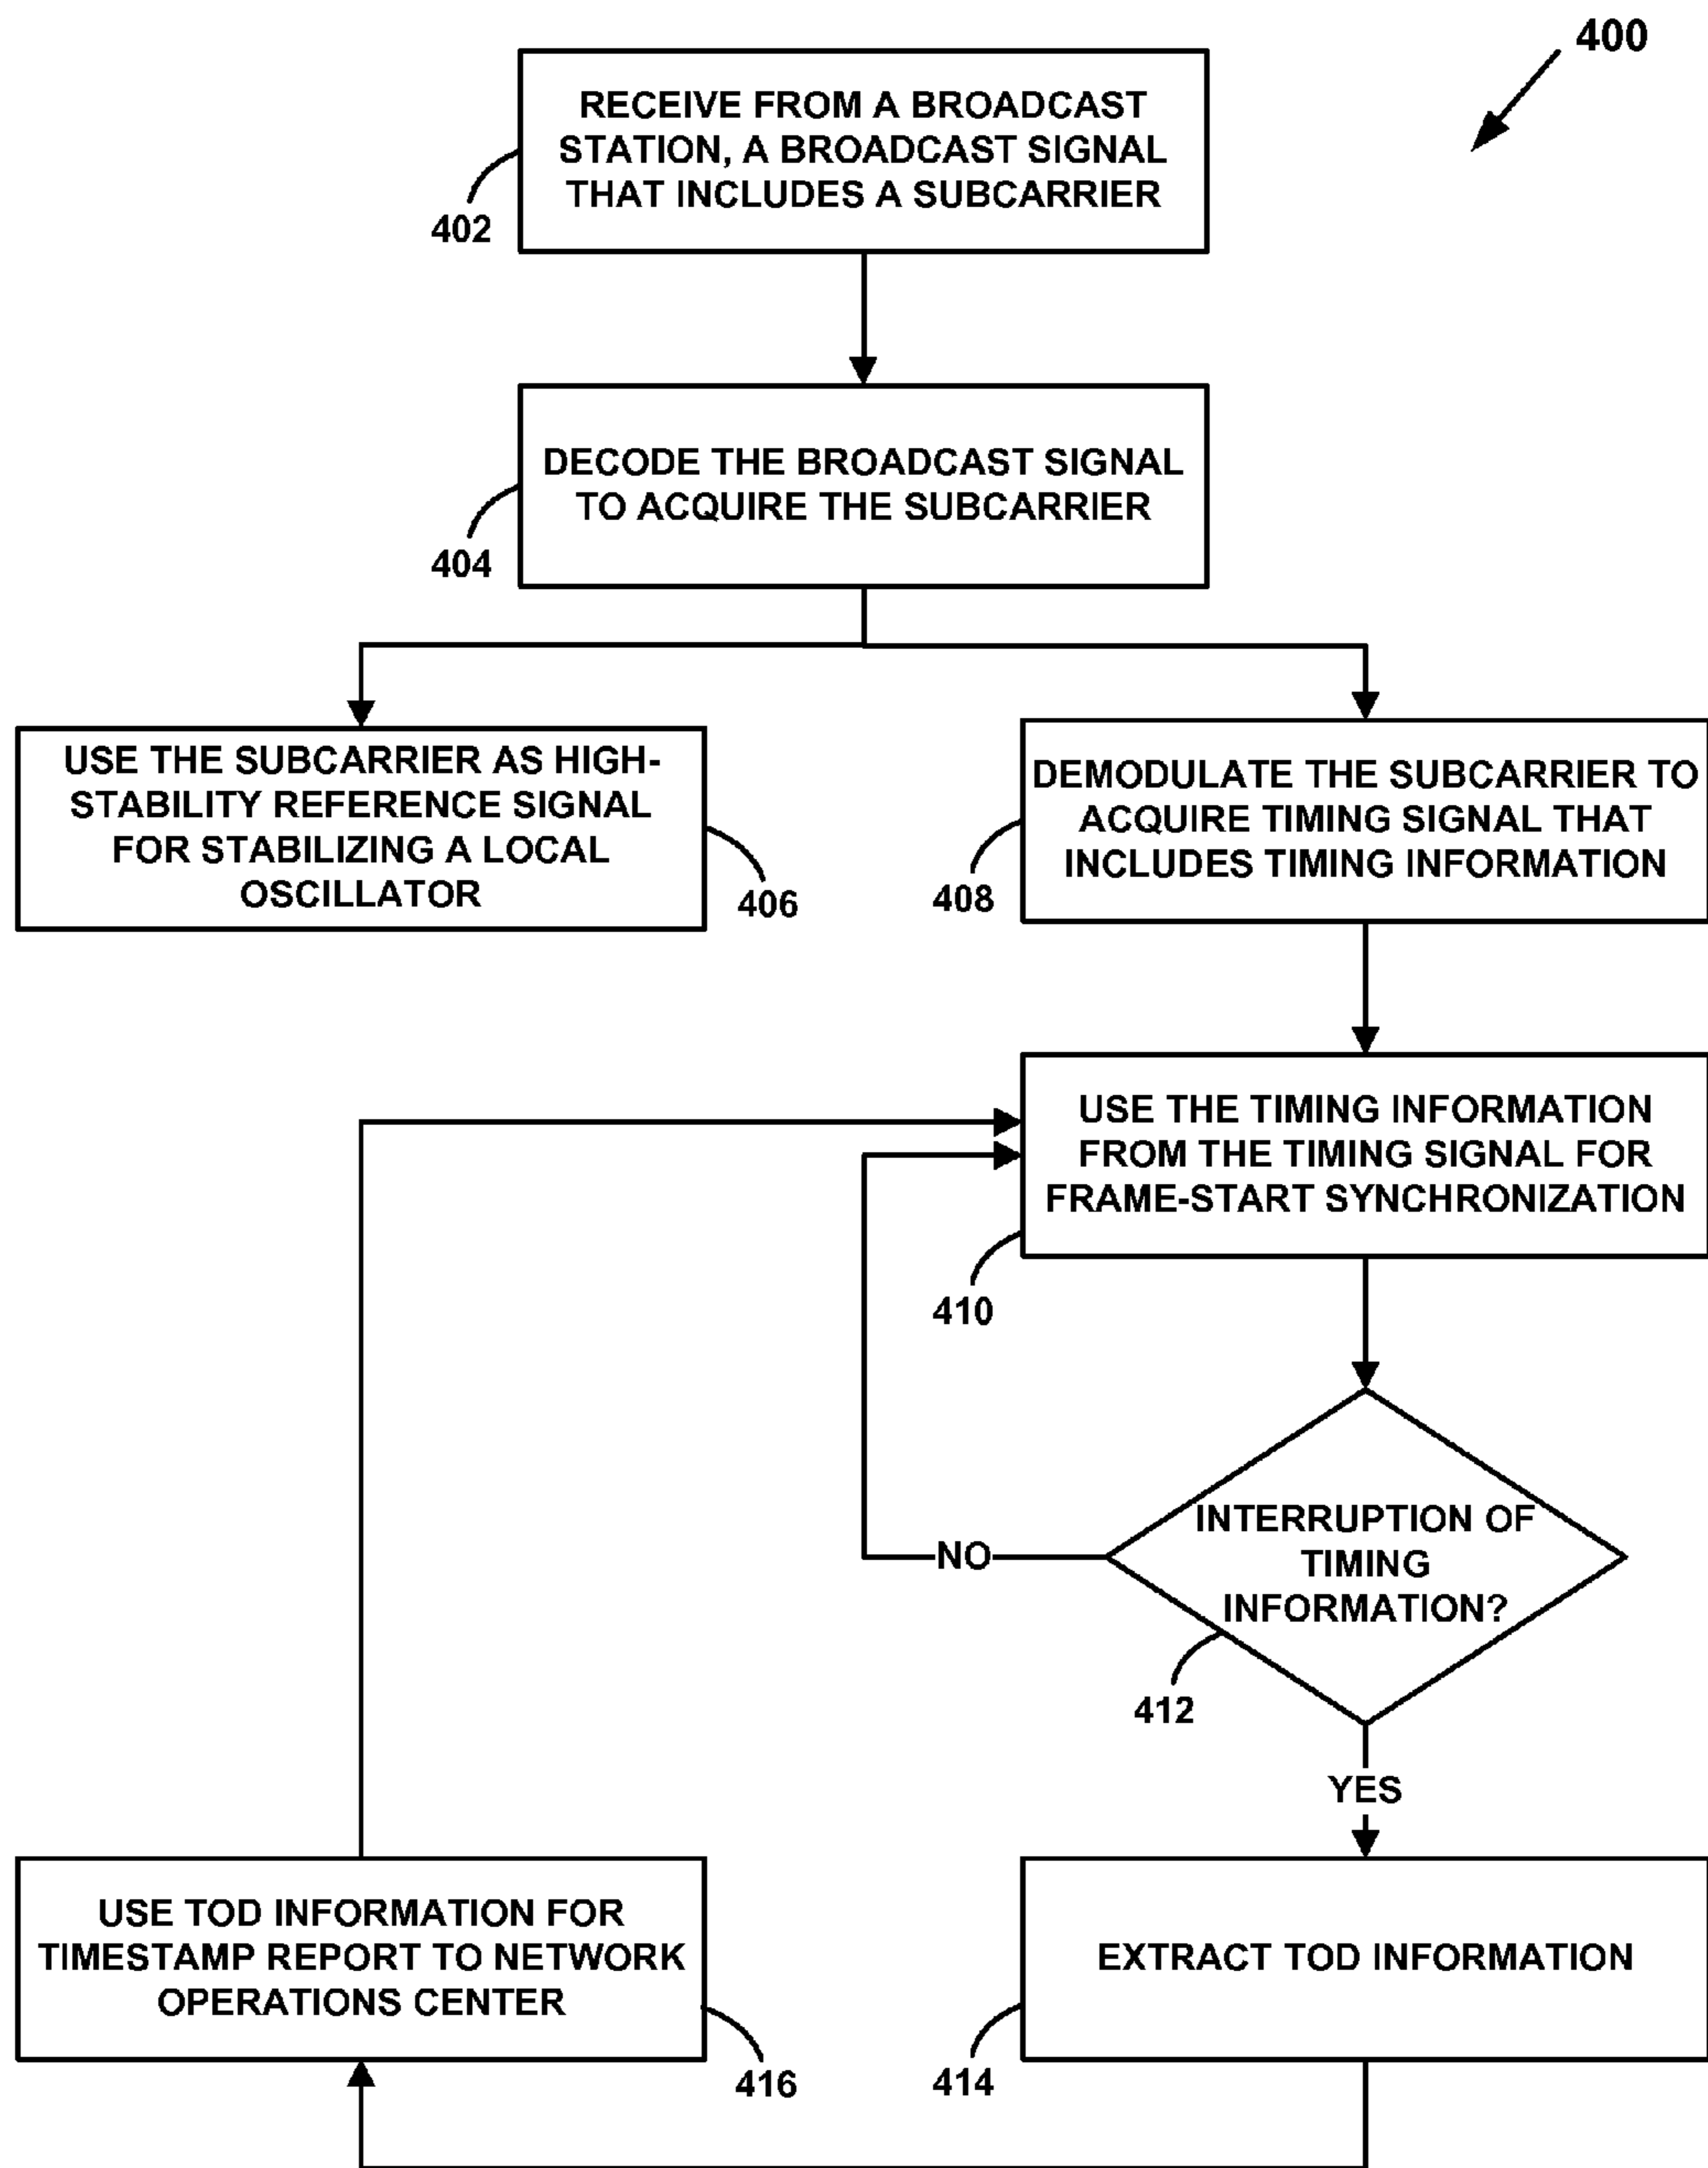 400
RECEIVE FROM A BROADCAST
STATION, A BROADCAST SIGNAL
THAT INCLUDES A SUBCARRIER
402
DECODE THE BROADCAST SIGNAL
TO ACQUIRE THE SUBCARRIER
404
USE THE SUBCARRIER AS HIGH-
STABILITY REFERENCE SIGNAL
FOR STABILIZING A LOCAL
OSCILLATOR
406
DEMODULATE THE SUBCARRIER TO
ACQUIRE TIMING SIGNAL THAT
INCLUDES TIMING INFORMATION
408
USE THE TIMING INFORMATION
FROM THE TIMING SIGNAL FOR
FRAME-START SYNCHRONIZATION
410
INTERRUPTION OF
TIMING
INFORMATION?
NO
412
YES
USE TOD INFORMATION FOR
TIMESTAMP REPORT TO NETWORK
OPERATIONS CENTER
416
EXTRACT TOD INFORMATION
414